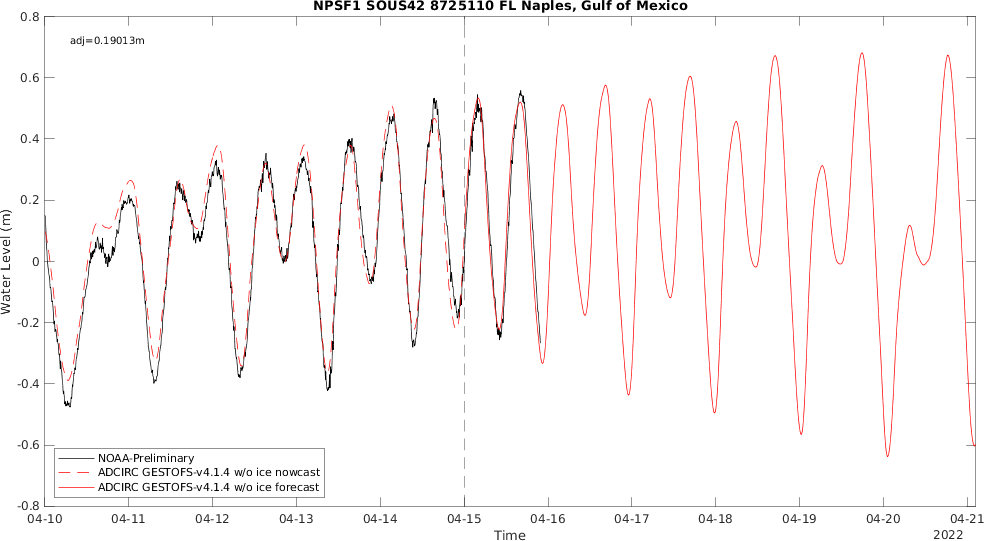 NPSF1 SOUS42 8725110 FL Naples, Gulf of Mexico
adj=0.19013m
0.8
0.6
0.4
0.2
0
-0.2
-0.4
-0.6
-0.8
Water Level (m)
NOAA-Preliminary
ADCIRC GESTOFS-v4.1.4 w/o ice nowcast
ADCIRC GESTOFS-v4.1.4 w/o ice forecast
04-10 04-11 04-12 04-13 04-14 04-15 04-16 04-17 04-18 04-19 04-20 04-21
Time
2022